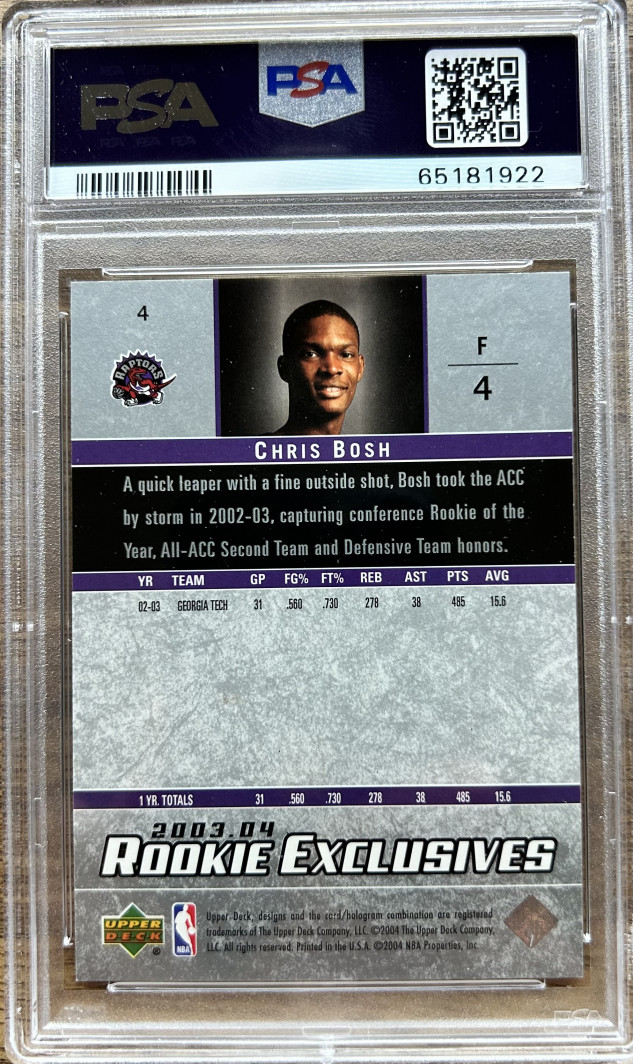 PSA
PSA
65181922
4
RAPTORS
F
4
CHRIS BOSH
A quick leaper with a fine outside shot, Bosh took the ACC
by storm in 2002-03, capturing conference Rookie of the
Year, All-ACC Second Team and Defensive Team honors.
YR TEAM GP FG% FT% REB AST PTS AVG
02-03 GEORGIA TECH 31 .560 .730 278 38 485 15.6
1 YR. TOTALS 31 .560 .730 278 38 485 15.6
2003.04
ROOKIE EXCLUSIVES
UPPER
DECK
®
NBA
Upper Deck, designs and the card/hologram combination are registered
trademarks of The Upper Deck Company, LLC. ©2004 The Upper Deck Company,
LLC. All rights reserved. Printed in the U.S.A. ©2004 NBA Properties, Inc.
PSA